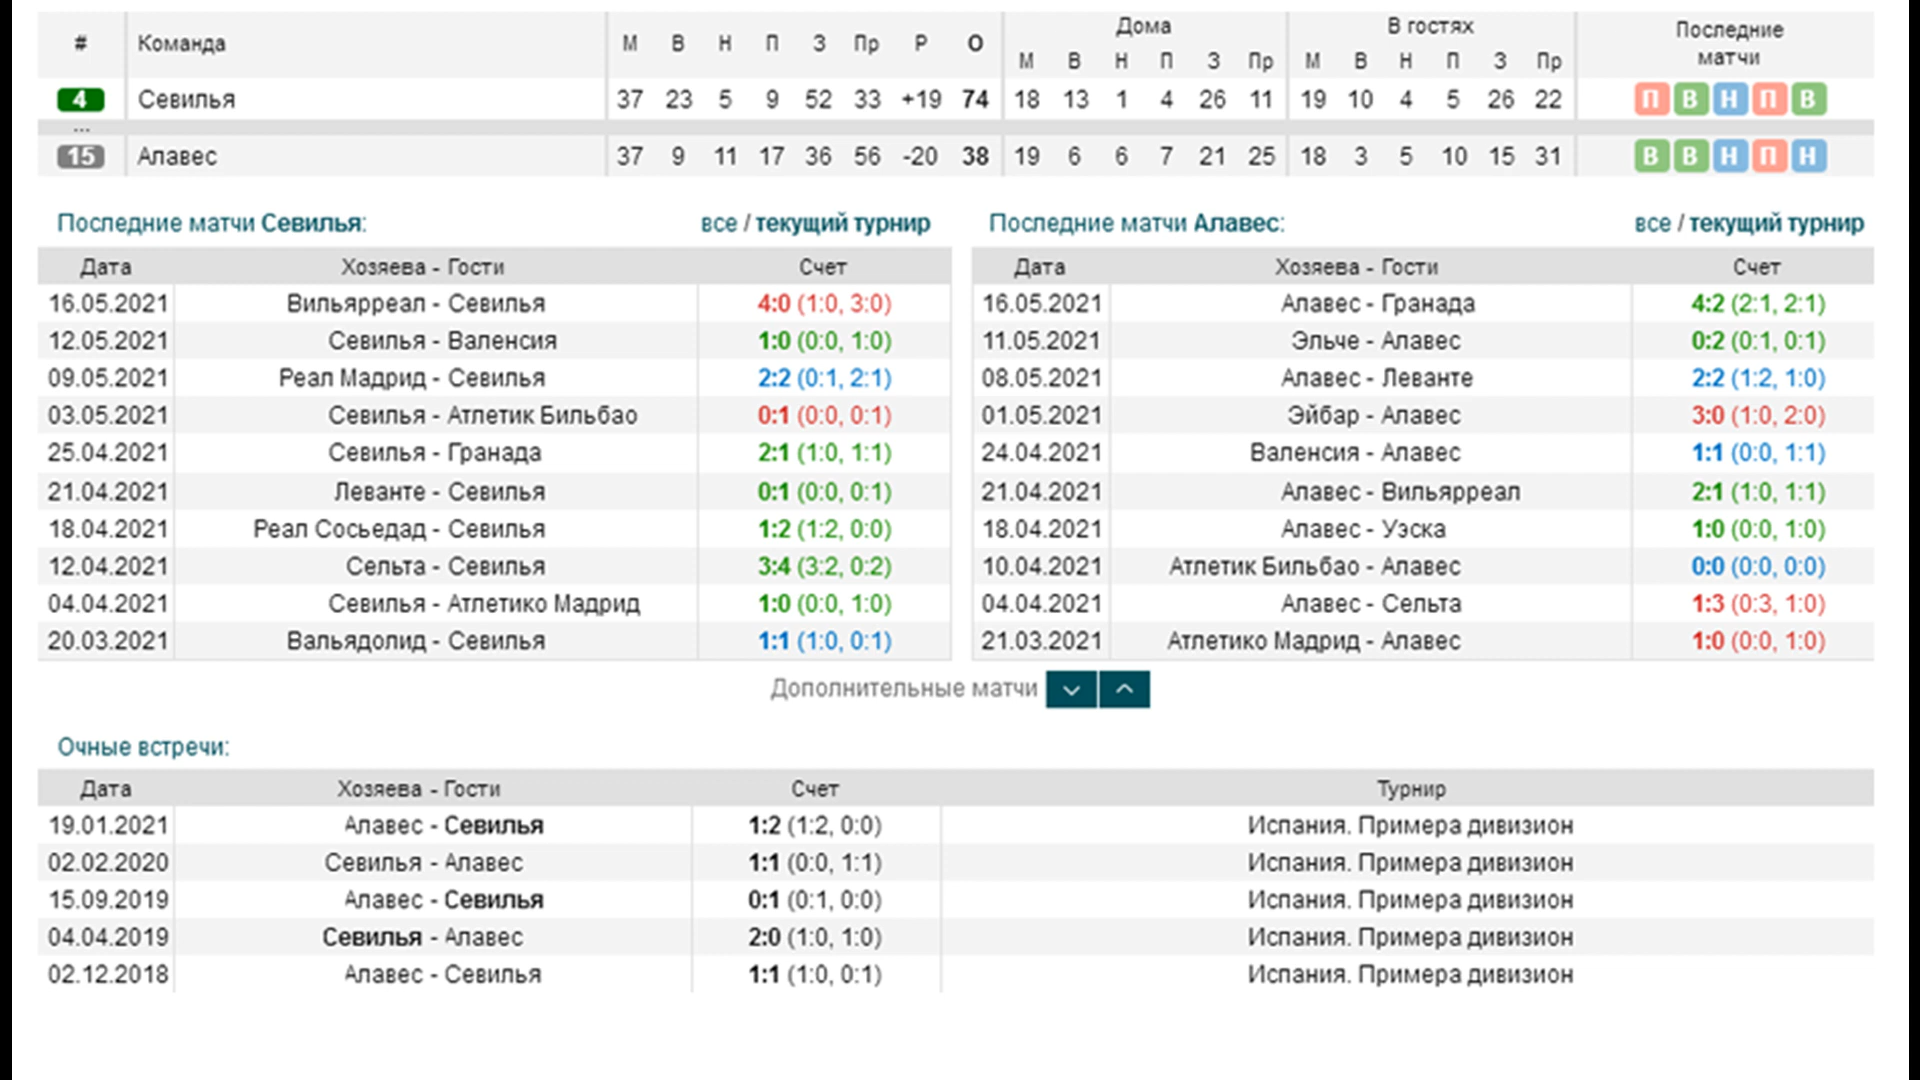 # Команда М В Н П З Пр Р О Дома М В Н П З Пр В гостях М В Н П З Пр Последние матчи
4 Севилья 37 23 5 9 52 33 +19 74 18 13 1 4 26 11 19 10 4 5 26 22 П В Н П В
...
15 Алавес 37 9 11 17 36 56 -20 38 19 6 6 7 21 25 18 3 5 10 15 31 В В Н П Н
Последние матчи Севилья: все / текущий турнир
Дата Хозяева - Гости Счет
16.05.2021 Вильярреал - Севилья 4:0 (1:0, 3:0)
12.05.2021 Севилья - Валенсия 1:0 (0:0, 1:0)
09.05.2021 Реал Мадрид - Севилья 2:2 (0:1, 2:1)
03.05.2021 Севилья - Атлетик Бильбао 0:1 (0:0, 0:1)
25.04.2021 Севилья - Гранада 2:1 (1:0, 1:1)
21.04.2021 Леванте - Севилья 0:1 (0:0, 0:1)
18.04.2021 Реал Сосьедад - Севилья 1:2 (1:2, 0:0)
12.04.2021 Сельта - Севилья 3:4 (3:2, 0:2)
04.04.2021 Севилья - Атлетико Мадрид 1:0 (0:0, 1:0)
20.03.2021 Вальядолид - Севилья 1:1 (1:0, 0:1)
Последние матчи Алавес: все / текущий турнир
Дата Хозяева - Гости Счет
16.05.2021 Алавес - Гранада 4:2 (2:1, 2:1)
11.05.2021 Эльче - Алавес 0:2 (0:1, 0:1)
08.05.2021 Алавес - Леванте 2:2 (1:2, 1:0)
01.05.2021 Эйбар - Алавес 3:0 (1:0, 2:0)
24.04.2021 Валенсия - Алавес 1:1 (0:0, 1:1)
21.04.2021 Алавес - Вильярреал 2:1 (1:0, 1:1)
18.04.2021 Алавес - Уэска 1:0 (0:0, 1:0)
10.04.2021 Атлетик Бильбао - Алавес 0:0 (0:0, 0:0)
04.04.2021 Алавес - Сельта 1:3 (0:3, 1:0)
21.03.2021 Атлетико Мадрид - Алавес 1:0 (0:0, 1:0)
Дополнительные матчи
Очные встречи:
Дата Хозяева - Гости Счет Турнир
19.01.2021 Алавес - Севилья 1:2 (1:2, 0:0) Испания. Примера дивизион
02.02.2020 Севилья - Алавес 1:1 (0:0, 1:1) Испания. Примера дивизион
15.09.2019 Алавес - Севилья 0:1 (0:1, 0:0) Испания. Примера дивизион
04.04.2019 Севилья - Алавес 2:0 (1:0, 1:0) Испания. Примера дивизион
02.12.2018 Алавес - Севилья 1:1 (1:0, 0:1) Испания. Примера дивизион